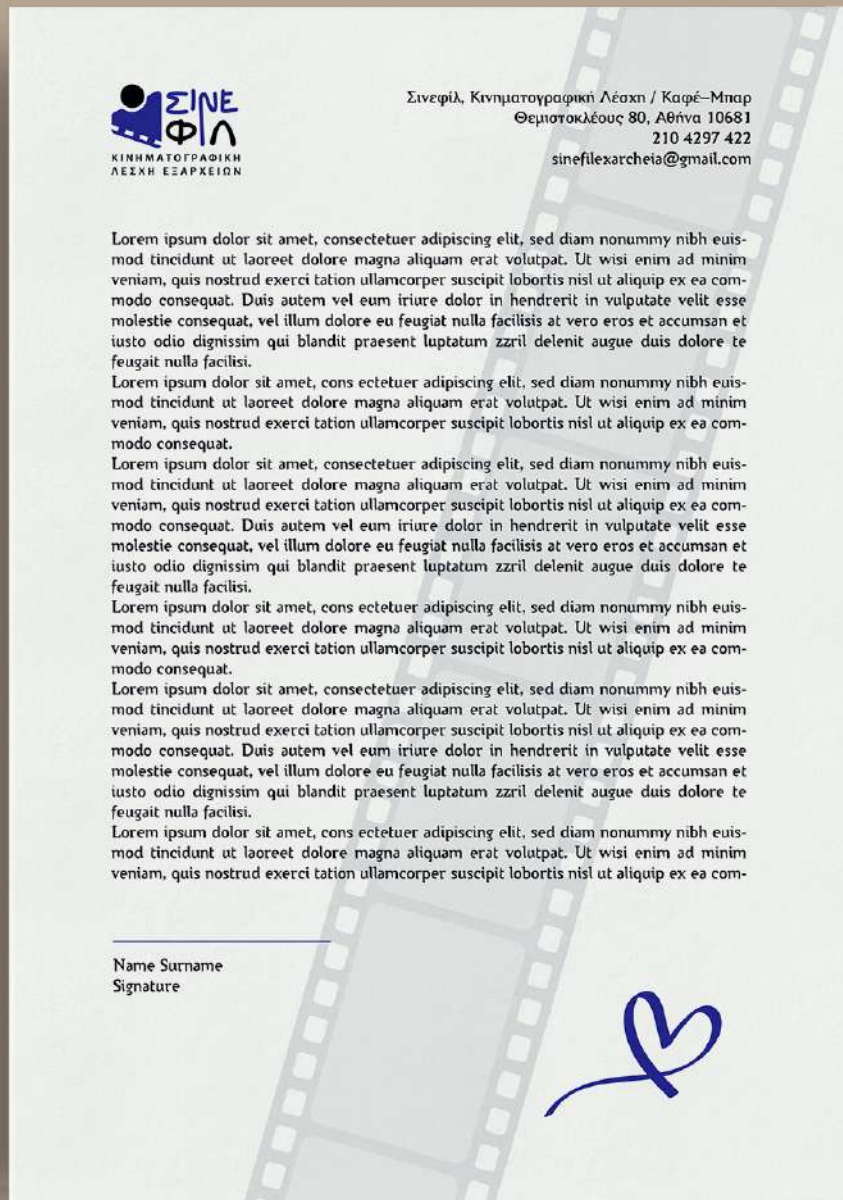 ΣΙΝΕ
ΦΙΛ
ΚΙΝΗΜΑΤΟΓΡΑΦΙΚΗ
ΛΕΣΧΗ ΕΞΑΡΧΕΙΩΝ
Σινεφίλ, Κινηματογραφική Λέσχη / Καφέ–Μπαρ
Θεμιστοκλέους 80, Αθήνα 10681
210 4297 422
sinefilexarcheia@gmail.com
Lorem ipsum dolor sit amet, consectetuer adipiscing elit, sed diam nonummy nibh euis-
mod tincidunt ut laoreet dolore magna aliquam erat volutpat. Ut wisi enim ad minim
veniam, quis nostrud exerci tation ullamcorper suscipit lobortis nisl ut aliquip ex ea com-
modo consequat. Duis autem vel eum iriure dolor in hendrerit in vulputate velit esse
molestie consequat, vel illum dolore eu feugiat nulla facilisis at vero eros et accumsan et
iusto odio dignissim qui blandit praesent luptatum zzril delenit augue duis dolore te
feugait nulla facilisi.
Lorem ipsum dolor sit amet, cons ectetuer adipiscing elit, sed diam nonummy nibh euis-
mod tincidunt ut laoreet dolore magna aliquam erat volutpat. Ut wisi enim ad minim
veniam, quis nostrud exerci tation ullamcorper suscipit lobortis nisl ut aliquip ex ea com-
modo consequat.
Lorem ipsum dolor sit amet, consectetuer adipiscing elit, sed diam nonummy nibh euis-
mod tincidunt ut laoreet dolore magna aliquam erat volutpat. Ut wisi enim ad minim
veniam, quis nostrud exerci tation ullamcorper suscipit lobortis nisl ut aliquip ex ea com-
modo consequat. Duis autem vel eum iriure dolor in hendrerit in vulputate velit esse
molestie consequat, vel illum dolore eu feugiat nulla facilisis at vero eros et accumsan et
iusto odio dignissim qui blandit praesent luptatum zzril delenit augue duis dolore te
feugait nulla facilisi.
Lorem ipsum dolor sit amet, cons ectetuer adipiscing elit, sed diam nonummy nibh euis-
mod tincidunt ut laoreet dolore magna aliquam erat volutpat. Ut wisi enim ad minim
veniam, quis nostrud exerci tation ullamcorper suscipit lobortis nisl ut aliquip ex ea com-
modo consequat.
Lorem ipsum dolor sit amet, consectetuer adipiscing elit, sed diam nonummy nibh euis-
mod tincidunt ut laoreet dolore magna aliquam erat volutpat. Ut wisi enim ad minim
veniam, quis nostrud exerci tation ullamcorper suscipit lobortis nisl ut aliquip ex ea com-
modo consequat. Duis autem vel eum iriure dolor in hendrerit in vulputate velit esse
molestie consequat, vel illum dolore eu feugiat nulla facilisis at vero eros et accumsan et
iusto odio dignissim qui blandit praesent luptatum zzril delenit augue duis dolore te
feugait nulla facilisi.
Lorem ipsum dolor sit amet, cons ectetuer adipiscing elit, sed diam nonummy nibh euis-
mod tincidunt ut laoreet dolore magna aliquam erat volutpat. Ut wisi enim ad minim
veniam, quis nostrud exerci tation ullamcorper suscipit lobortis nisl ut aliquip ex ea com-
Name Surname
Signature